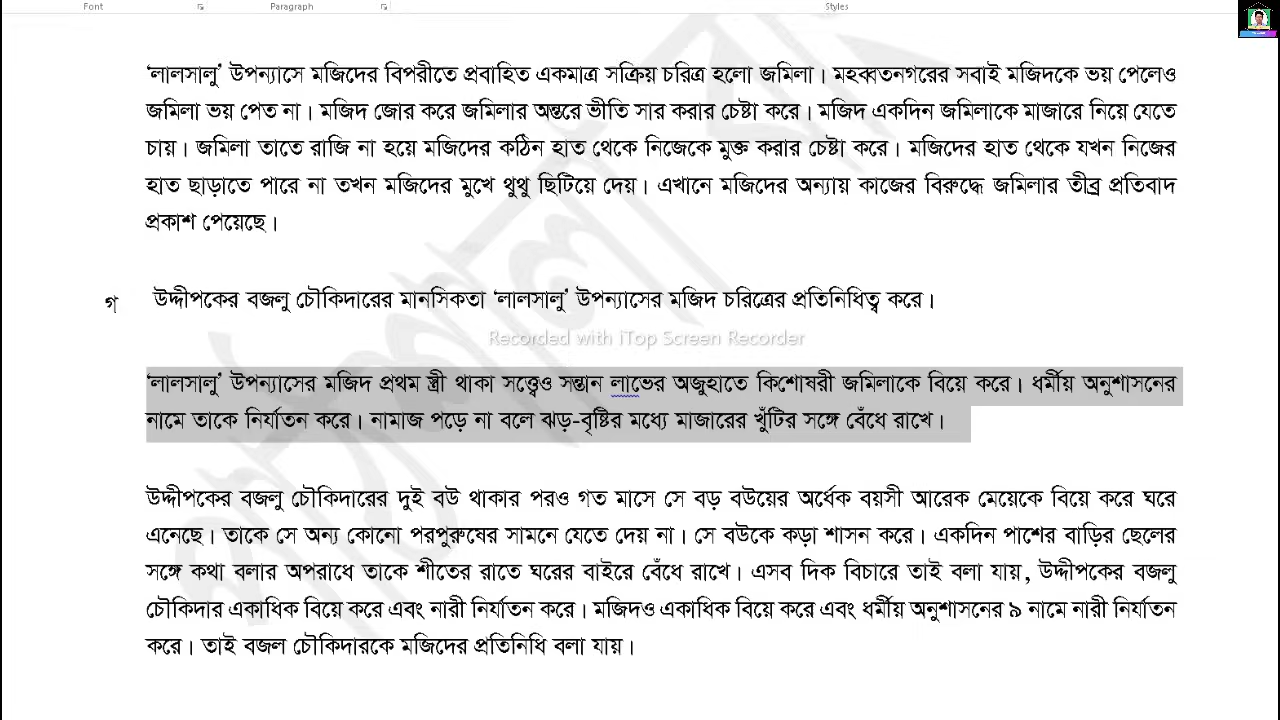 Font Paragraph Styles
‘লালসালু’ উপন্যাসে মজিদের বিপরীতে প্রবাহিত একমাত্র সক্রিয় চরিত্র হলো জমিলা। মহব্বতনগরের সবাই মজিদকে ভয় পেলেও
জমিলা ভয় পেত না। মজিদ জোর করে জমিলার অন্তরে ভীতি সার করার চেষ্টা করে। মজিদ একদিন জমিলাকে মাজারে নিয়ে যেতে
চায়। জমিলা তাতে রাজি না হয়ে মজিদের কঠিন হাত থেকে নিজেকে মুক্ত করার চেষ্টা করে। মজিদের হাত থেকে যখন নিজের
হাত ছাড়াতে পারে না তখন মজিদের মুখে থুথু ছিটিয়ে দেয়। এখানে মজিদের অন্যায় কাজের বিরুদ্ধে জমিলার তীব্র প্রতিবাদ
প্রকাশ পেয়েছে।
গ উদ্দীপকের বজলু চৌকিদারের মানসিকতা ‘লালসালু’ উপন্যাসের মজিদ চরিত্রের প্রতিনিধিত্ব করে।
Recorded with iTop Screen Recorder
‘লালসালু’ উপন্যাসের মজিদ প্রথম স্ত্রী থাকা সত্ত্বেও সন্তান লাভের অজুহাতে কিশোষরী জমিলাকে বিয়ে করে। ধর্মীয় অনুশাসনের
নামে তাকে নির্যাতন করে। নামাজ পড়ে না বলে ঝড়-বৃষ্টির মধ্যে মাজারের খুঁটির সঙ্গে বেঁধে রাখে।
উদ্দীপকের বজলু চৌকিদারের দুই বউ থাকার পরও গত মাসে সে বড় বউয়ের অর্ধেক বয়সী আরেক মেয়েকে বিয়ে করে ঘরে
এনেছে। তাকে সে অন্য কোনো পরপুরুষের সামনে যেতে দেয় না। সে বউকে কড়া শাসন করে। একদিন পাশের বাড়ির ছেলের
সঙ্গে কথা বলার অপরাধে তাকে শীতের রাতে ঘরের বাইরে বেঁধে রাখে। এসব দিক বিচারে তাই বলা যায়, উদ্দীপকের বজলু
চৌকিদার একাধিক বিয়ে করে এবং নারী নির্যাতন করে। মজিদও একাধিক বিয়ে করে এবং ধর্মীয় অনুশাসনের ৯ নামে নারী নির্যাতন
করে। তাই বজল চৌকিদারকে মজিদের প্রতিনিধি বলা যায়।